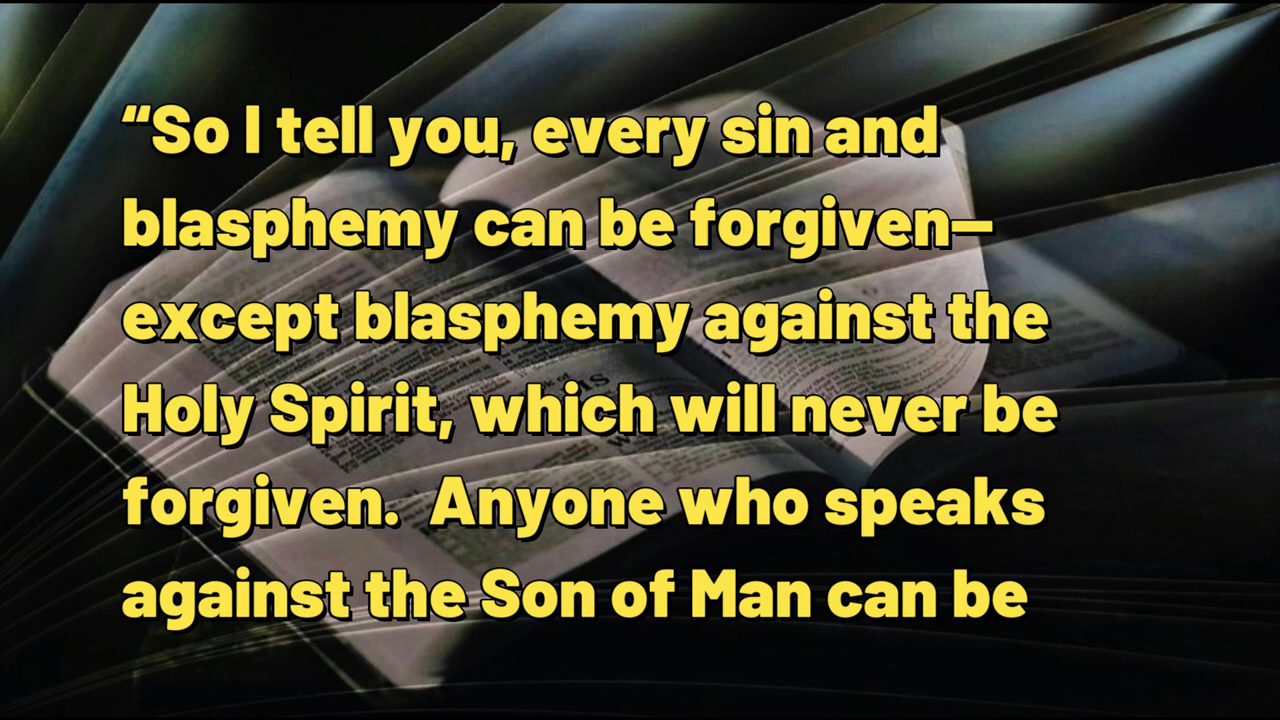 “So I tell you, every sin and
blasphemy can be forgiven—
except blasphemy against the
Holy Spirit, which will never be
forgiven.  Anyone who speaks
against the Son of Man can be